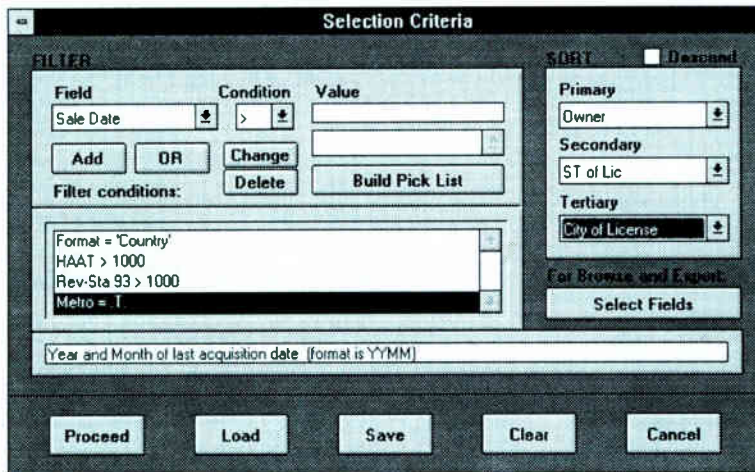 Selection Criteria
FILTER
Field
Condition
Value
Sale Date
>
Add
OR
Change
Delete
Build Pick List
Filter conditions:
Format = 'Country'
HAAT > 1000
Rev-Sta 93 > 1000
Metro = .T.
SORT
Descend
Primary
Owner
Secondary
ST of Lic
Tertiary
City of License
For Browse and Export:
Select Fields
Year and Month of last acquisition date (format is YYMM)
Proceed
Load
Save
Clear
Cancel